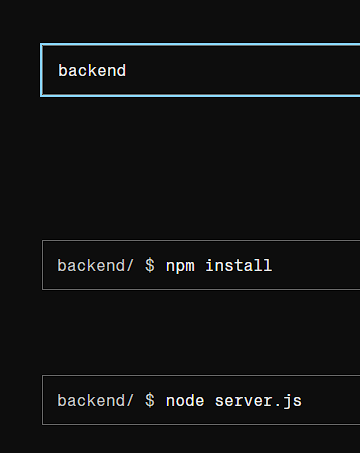 backend
backend/ $ npm install
backend/ $ node server.js